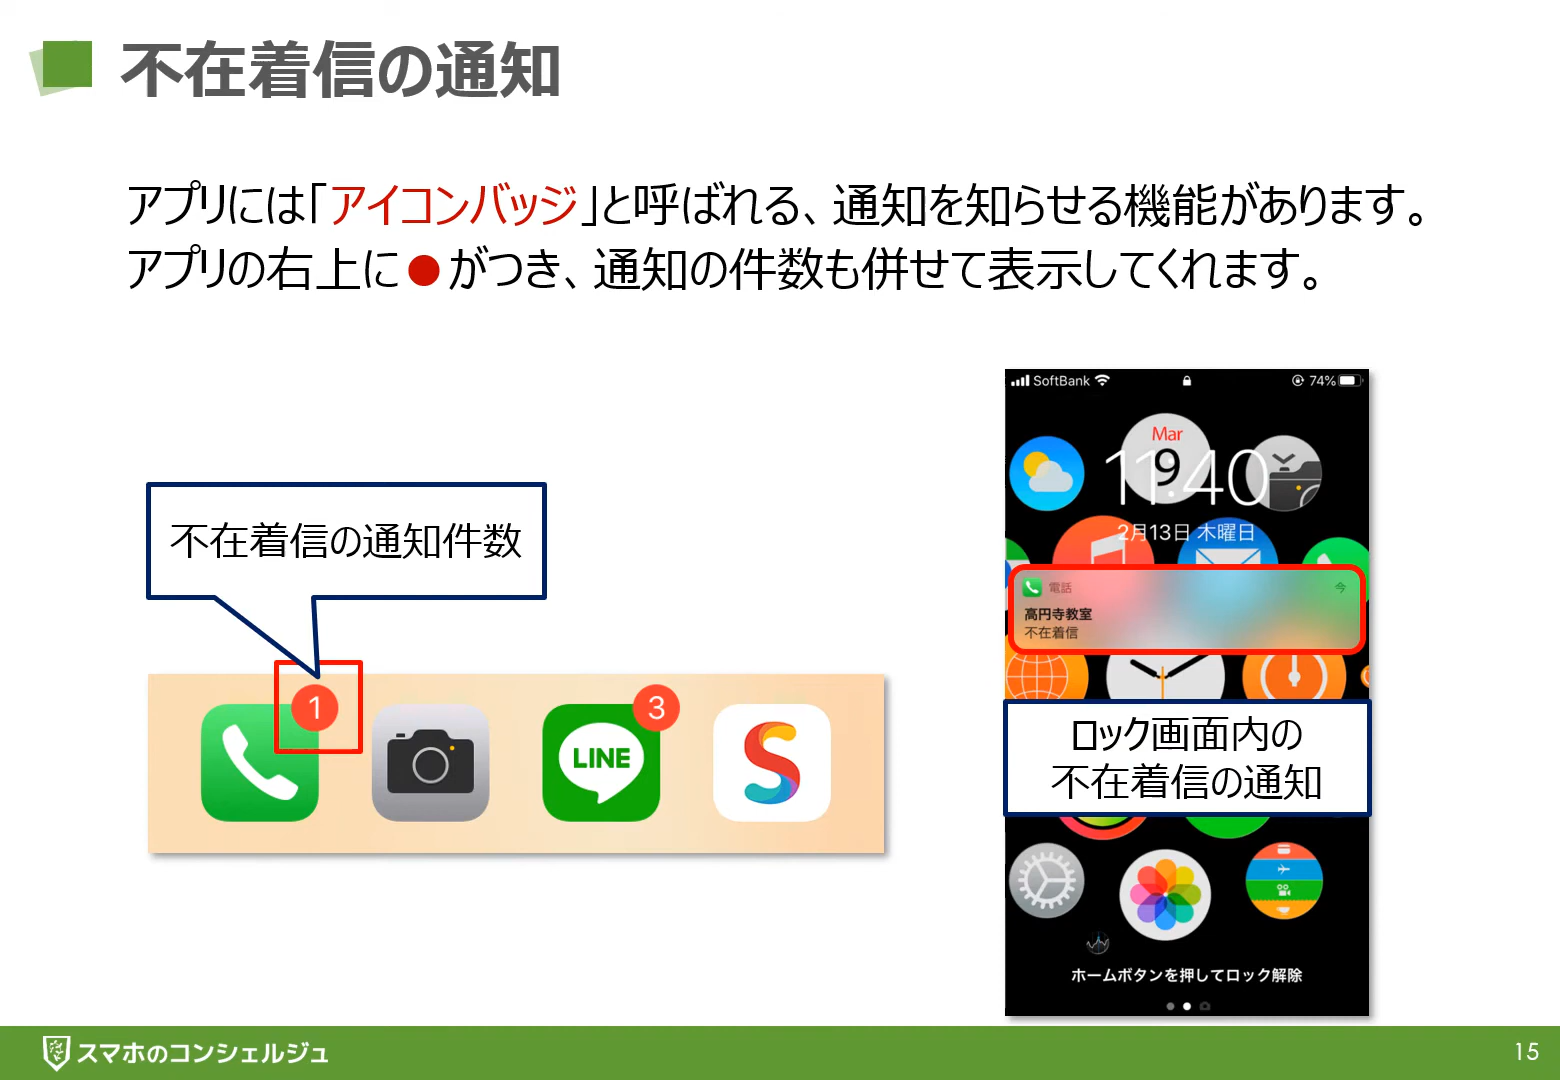 不在着信の通知
アプリには「アイコンバッジ」と呼ばれる、通知を知らせる機能があります。
アプリの右上に●がつき、通知の件数も併せて表示してくれます。
不在着信の通知件数
1
3
LINE
SoftBank
74%
Mar
9
11:40
2月13日 木曜日
電話
今
高円寺教室
不在着信
ロック画面内の
不在着信の通知
ホームボタンを押してロック解除
スマホのコンシェルジュ
15